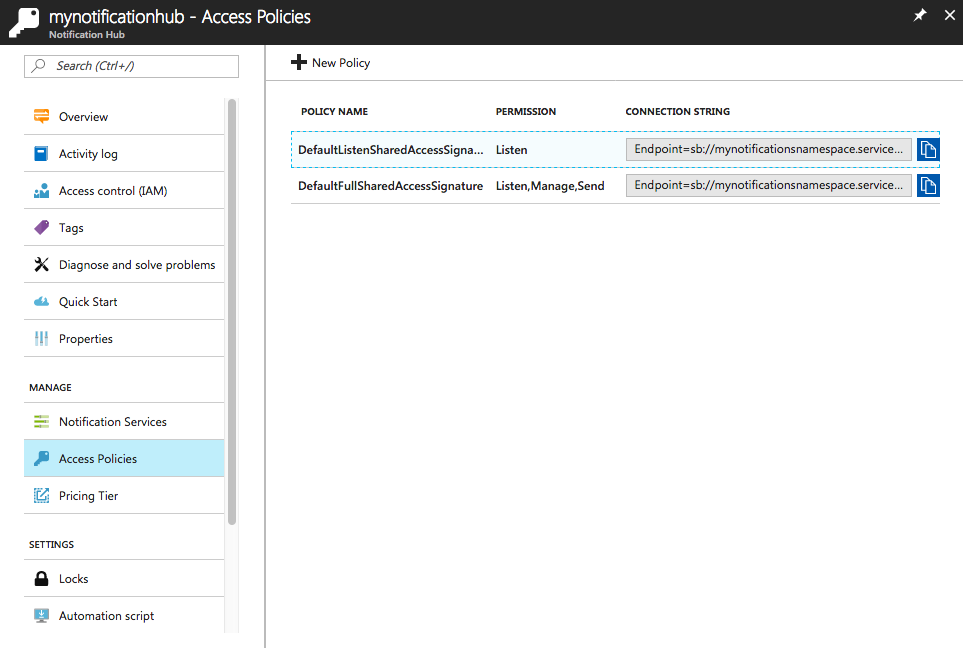 mynotificationhub - Access Policies
Notification Hub
Search (Ctrl+/)
Overview
Activity log
Access control (IAM)
Tags
Diagnose and solve problems
Quick Start
Properties
MANAGE
Notification Services
Access Policies
Pricing Tier
SETTINGS
Locks
Automation script
New Policy
POLICY NAME PERMISSION CONNECTION STRING
DefaultListenSharedAccessSigna... Listen Endpoint=sb://mynotificationsnamespace.service...
DefaultFullSharedAccessSignature Listen,Manage,Send Endpoint=sb://mynotificationsnamespace.service...